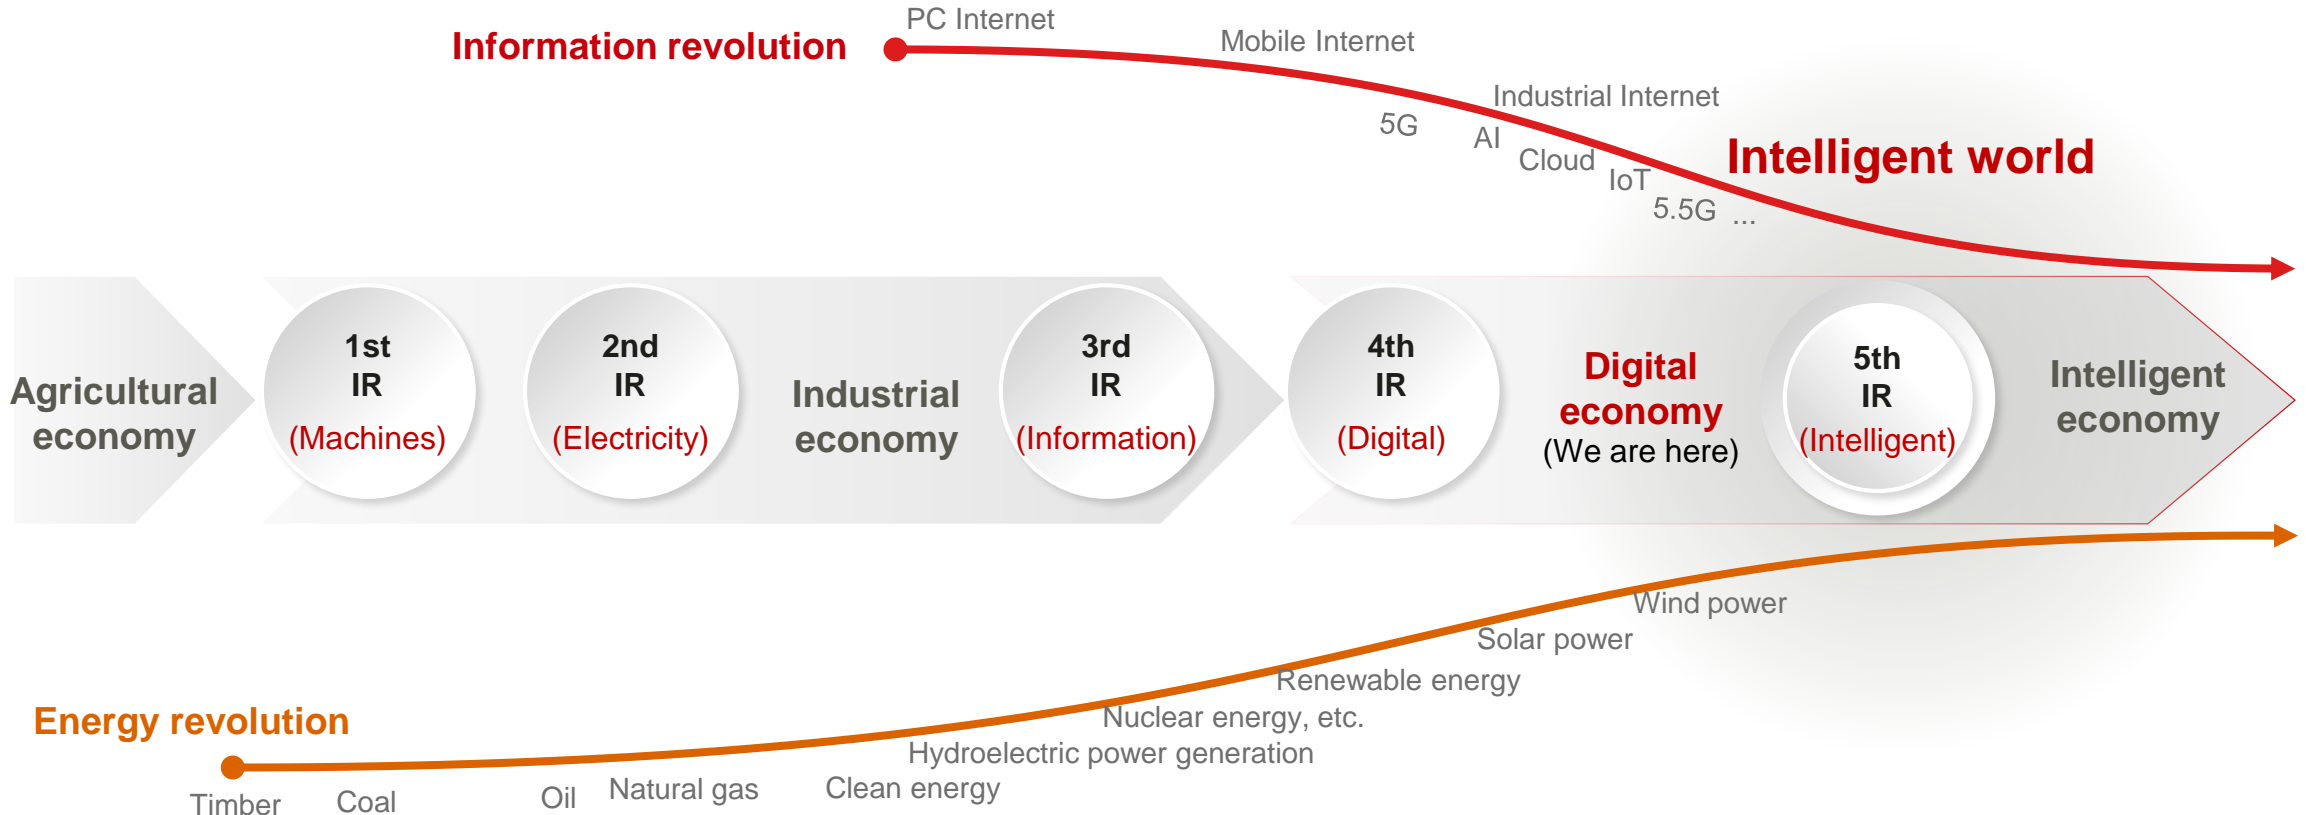 PC Internet
Information revolution
Mobile Internet
Industrial Internet
5G
AI
Cloud
IoT
5.5G ...
Intelligent world
Agricultural
economy
1st
IR
(Machines)
2nd
IR
(Electricity)
Industrial
economy
3rd
IR
(Information)
4th
IR
(Digital)
Digital
economy
(We are here)
5th
IR
(Intelligent)
Intelligent
economy
Wind power
Solar power
Renewable energy
Nuclear energy, etc.
Hydroelectric power generation
Clean energy
Natural gas
Oil
Coal
Timber
Energy revolution